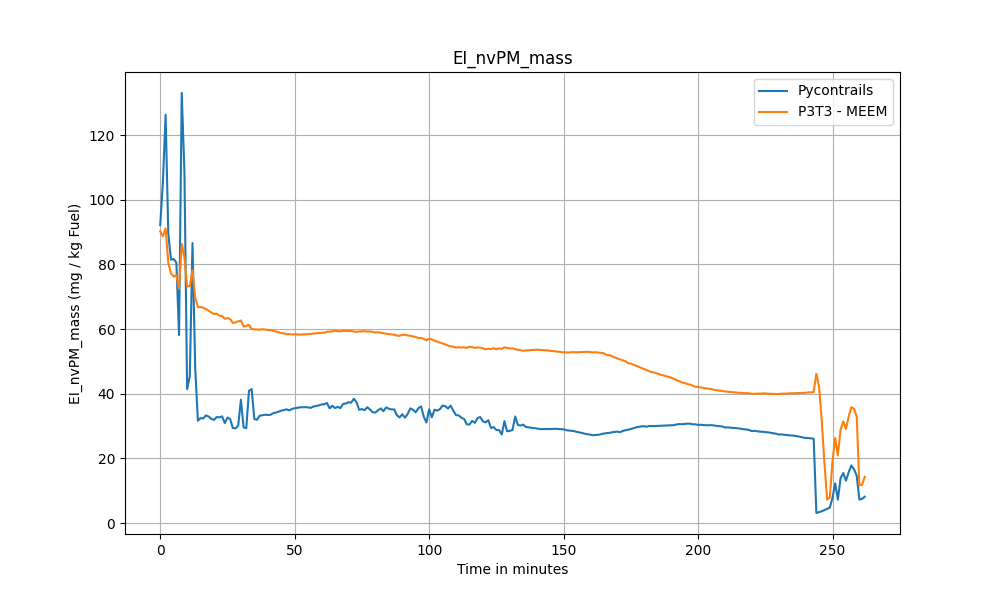 EI_nvPM_mass
Pycontrails
P3T3 - MEEM
EI_nvPM_mass (mg / kg Fuel)
120
100
80
60
40
20
0
0 50 100 150 200 250
Time in minutes